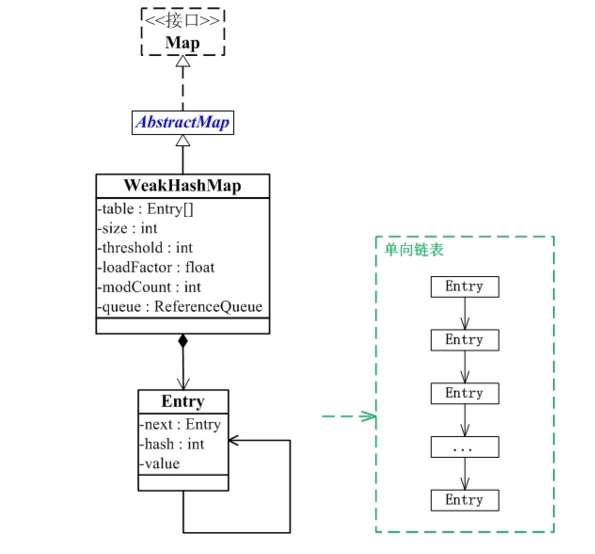 <<接口>>
Map
AbstractMap
WeakHashMap
-table : Entry[]
-size : int
-threshold : int
-loadFactor : float
-modCount : int
-queue : ReferenceQueue
Entry
-next : Entry
-hash : int
-value
单向链表
Entry
Entry
Entry
...
Entry